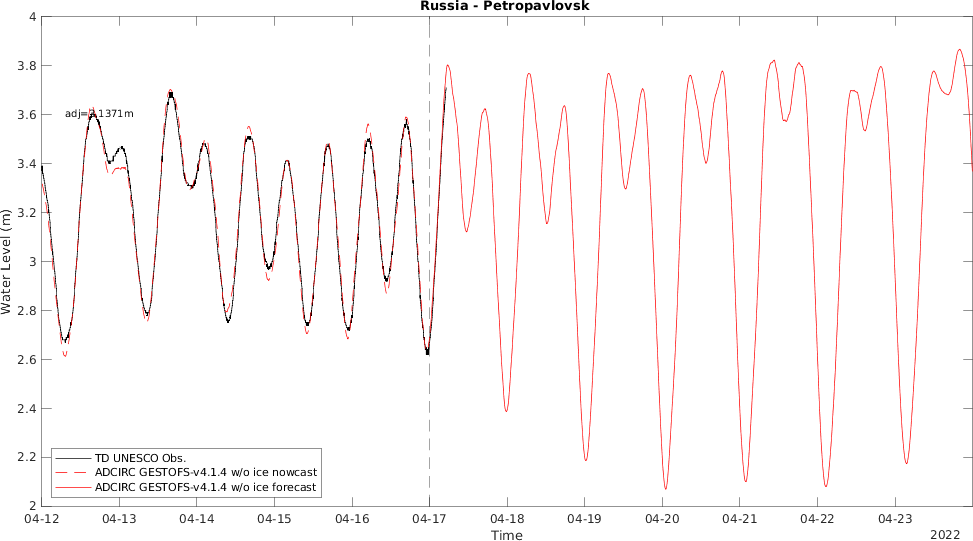 Russia - Petropavlovsk
4
3.8
3.6
3.4
3.2
3
2.8
2.6
2.4
2.2
2
Water Level (m)
TD UNESCO Obs.
ADCIRC GESTOFS-v4.1.4 w/o ice nowcast
ADCIRC GESTOFS-v4.1.4 w/o ice forecast
04-12 04-13 04-14 04-15 04-16 04-17 04-18 04-19 04-20 04-21 04-22 04-23
Time
2022